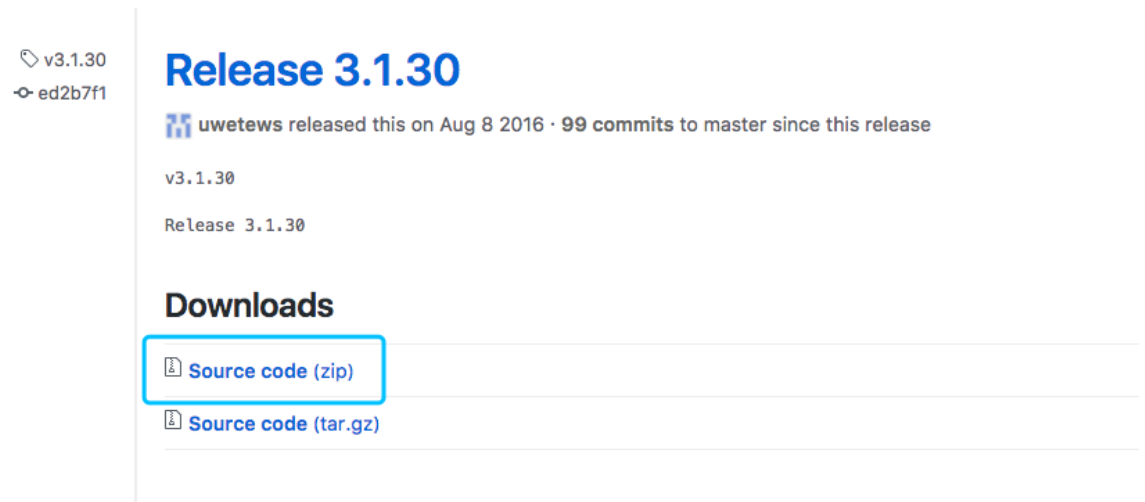 v3.1.30
ed2b7f1
Release 3.1.30
uwetews released this on Aug 8 2016 · 99 commits to master since this release
v3.1.30
Release 3.1.30
Downloads
Source code (zip)
Source code (tar.gz)